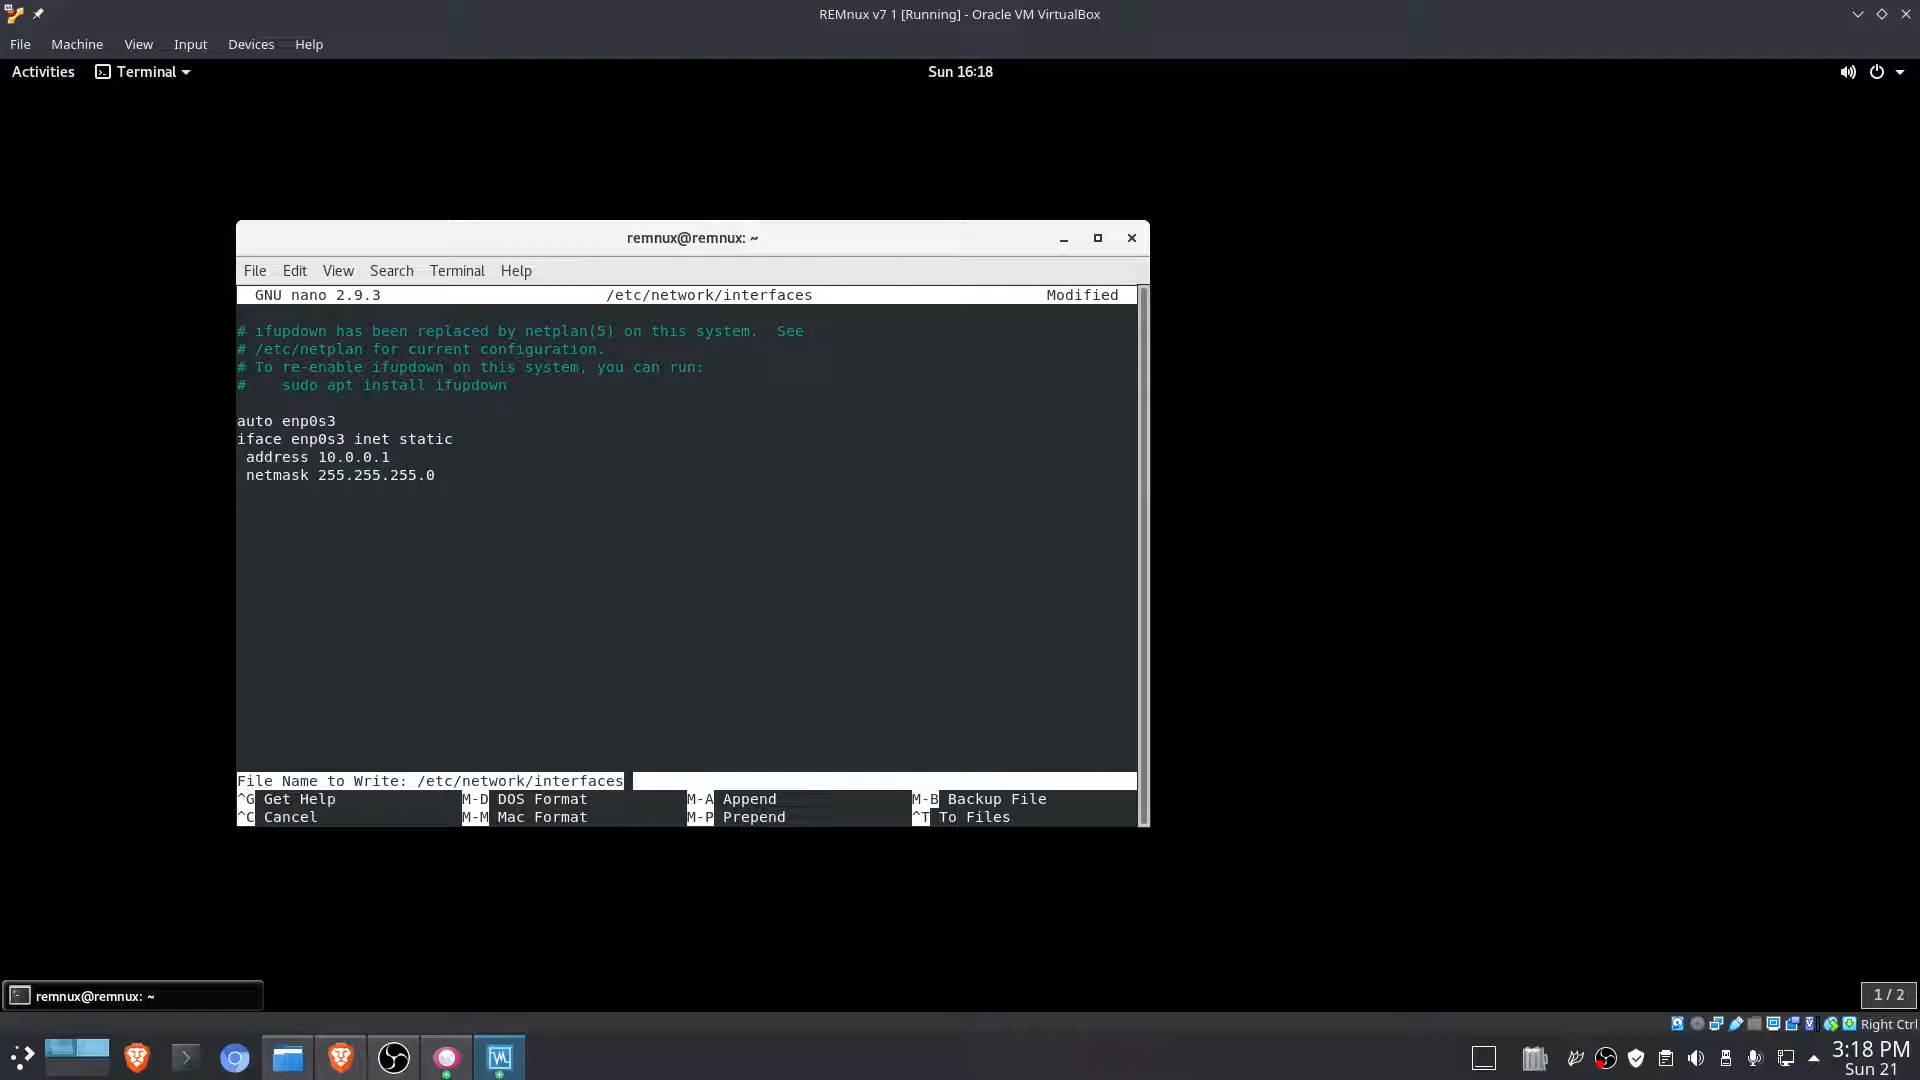 REMnux v7 1 [Running] - Oracle VM VirtualBox
File Machine View Input Devices Help
Activities Terminal Sun 16:18
remnux@remnux: ~
File Edit View Search Terminal Help
GNU nano 2.9.3 /etc/network/interfaces Modified
# ifupdown has been replaced by netplan(5) on this system. See
# /etc/netplan for current configuration.
# To re-enable ifupdown on this system, you can run:
# sudo apt install ifupdown
auto enp0s3
iface enp0s3 inet static
address 10.0.0.1
netmask 255.255.255.0
File Name to Write: /etc/network/interfaces
^G Get Help M-D DOS Format M-A Append M-B Backup File
^C Cancel M-M Mac Format M-P Prepend ^T To Files
remnux@remnux: ~
1 / 2
Right Ctrl
3:18 PM
Sun 21